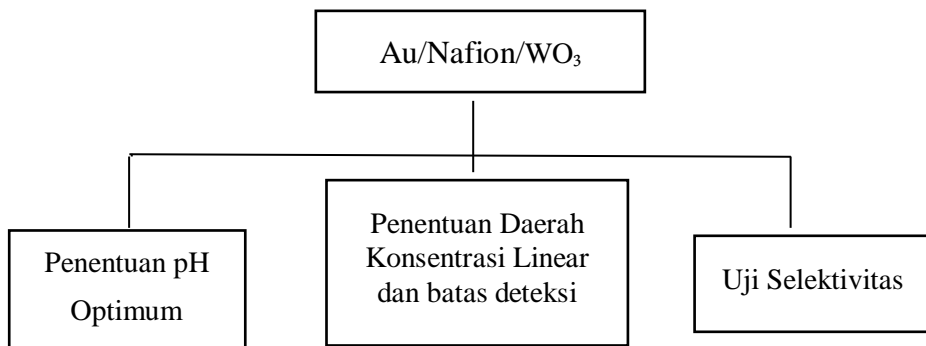 Au/Nafion/WO₃
Penentuan pH
Optimum
Penentuan Daerah
Konsentrasi Linear
dan batas deteksi
Uji Selektivitas